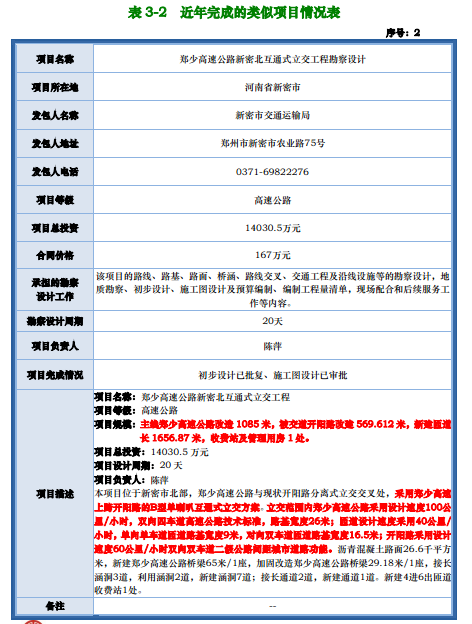 表 3-2 近年完成的类似项目情况表
序号：2
项目名称 郑少高速公路新密北互通式立交工程勘察设计
项目所在地 河南省新密市
发包人名称 新密市交通运输局
发包人地址 郑州市新密市农业路75号
发包人电话 0371-69822276
项目等级 高速公路
项目总投资 14030.5万元
合同价格 167万元
承担的勘察
设计工作
该项目的路线、路基、路面、桥涵、路线交叉、交通工程及沿线设施等的勘察设计，地
质勘察、初步设计、施工图设计及预算编制、编制工程量清单，现场配合和后续服务工
作等内容。
勘察设计周期 20天
项目负责人 陈萍
项目完成情况 初步设计已批复、施工图设计已审批
项目描述
项目名称：郑少高速公路新密北互通式立交工程
项目等级：高速公路
项目规模：主线郑少高速公路改造 1085 米，被交道开阳路改建 569.612 米，新建匝道
长 1656.87 米，收费站及管理用房 1 处。
项目总投资：14030.5 万元
项目设计周期：20 天
项目负责人：陈萍
本项目位于新密市北部，郑少高速公路与现状开阳路分离式立交交叉处，采用郑少高速
上跨开阳路的B型单喇叭互通式立交方案。立交范围内郑少高速公路采用设计速度100公
里/小时，双向四车道高速公路技术标准，路基宽度26米；匝道设计速度采用40公里/
小时，单向单车道匝道路基宽度9米，对向双车道匝道路基宽度16.5米；开阳路采用设计
速度60公里/小时双向双车道二级公路间距城市道路功能。沥青混凝土路面26.6千平方
米，新建郑少高速公路桥梁65米/1座，加固改造郑少高速公路桥梁29.18米/1座，接长
涵洞3道，利用涵洞2道，新建涵洞7道；接长通道2道，新建通道1道。新建4进6出匝道
收费站1处。
备注 --